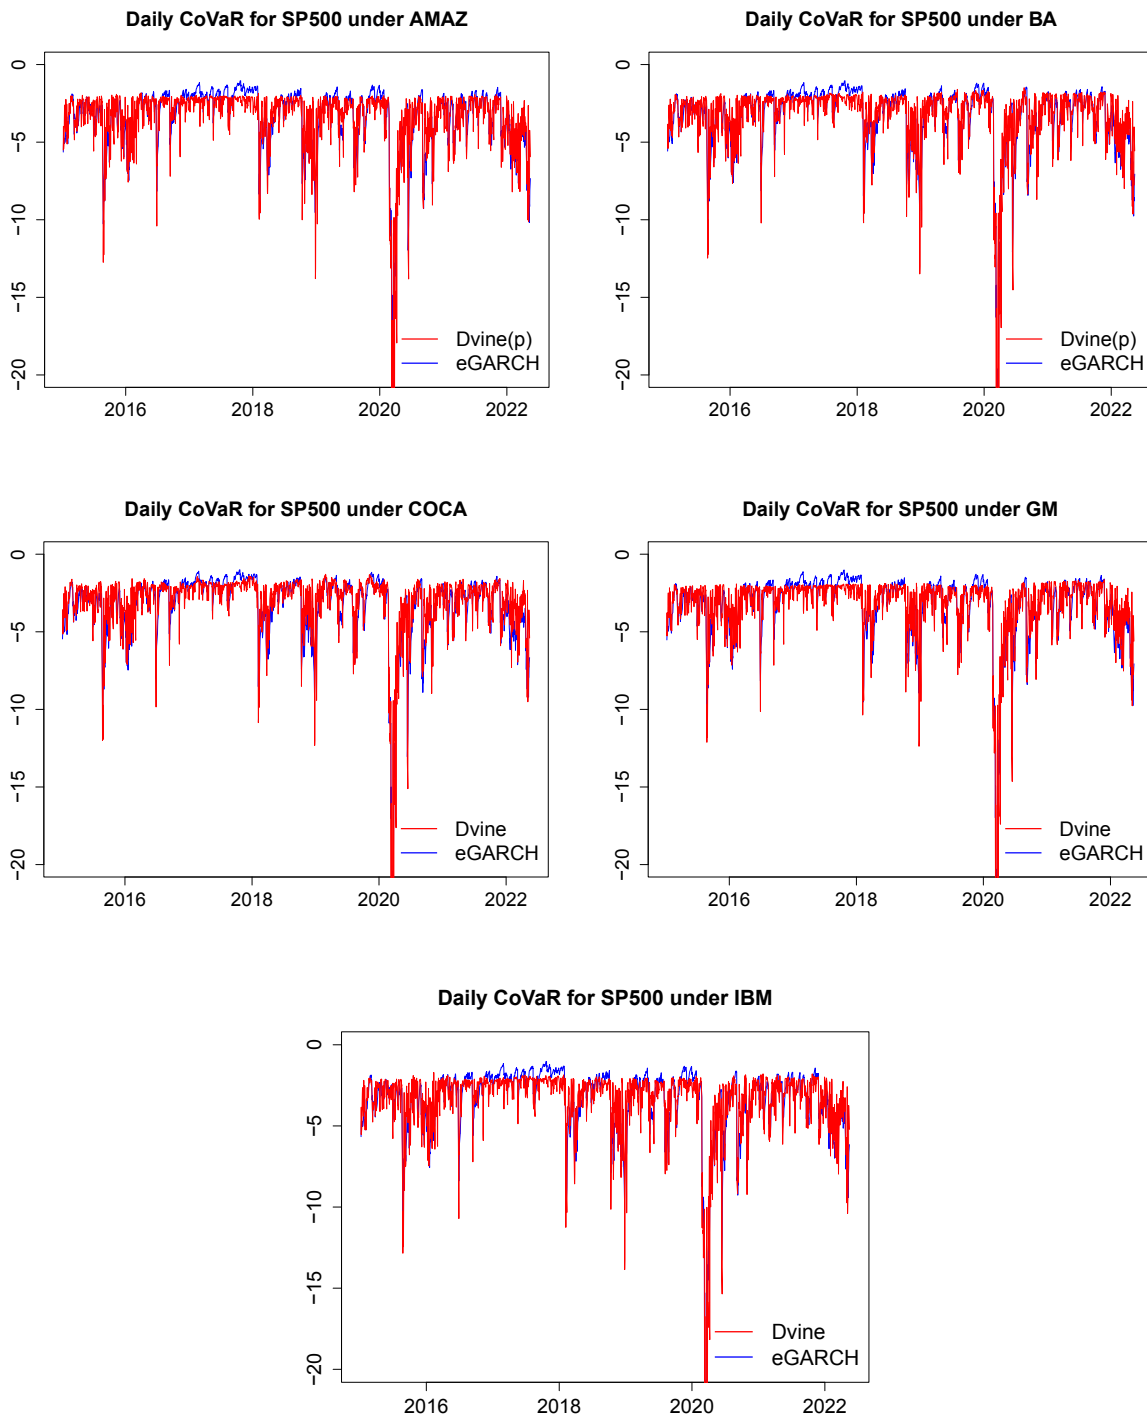 Daily CoVaR for SP500 under AMAZ
0
−5
−10
−15
−20
2016 2018 2020 2022
Dvine(p)
eGARCH
Daily CoVaR for SP500 under BA
0
−5
−10
−15
−20
2016 2018 2020 2022
Dvine(p)
eGARCH
Daily CoVaR for SP500 under COCA
0
−5
−10
−15
−20
2016 2018 2020 2022
Dvine
eGARCH
Daily CoVaR for SP500 under GM
0
−5
−10
−15
−20
2016 2018 2020 2022
Dvine
eGARCH
Daily CoVaR for SP500 under IBM
0
−5
−10
−15
−20
2016 2018 2020 2022
Dvine
eGARCH